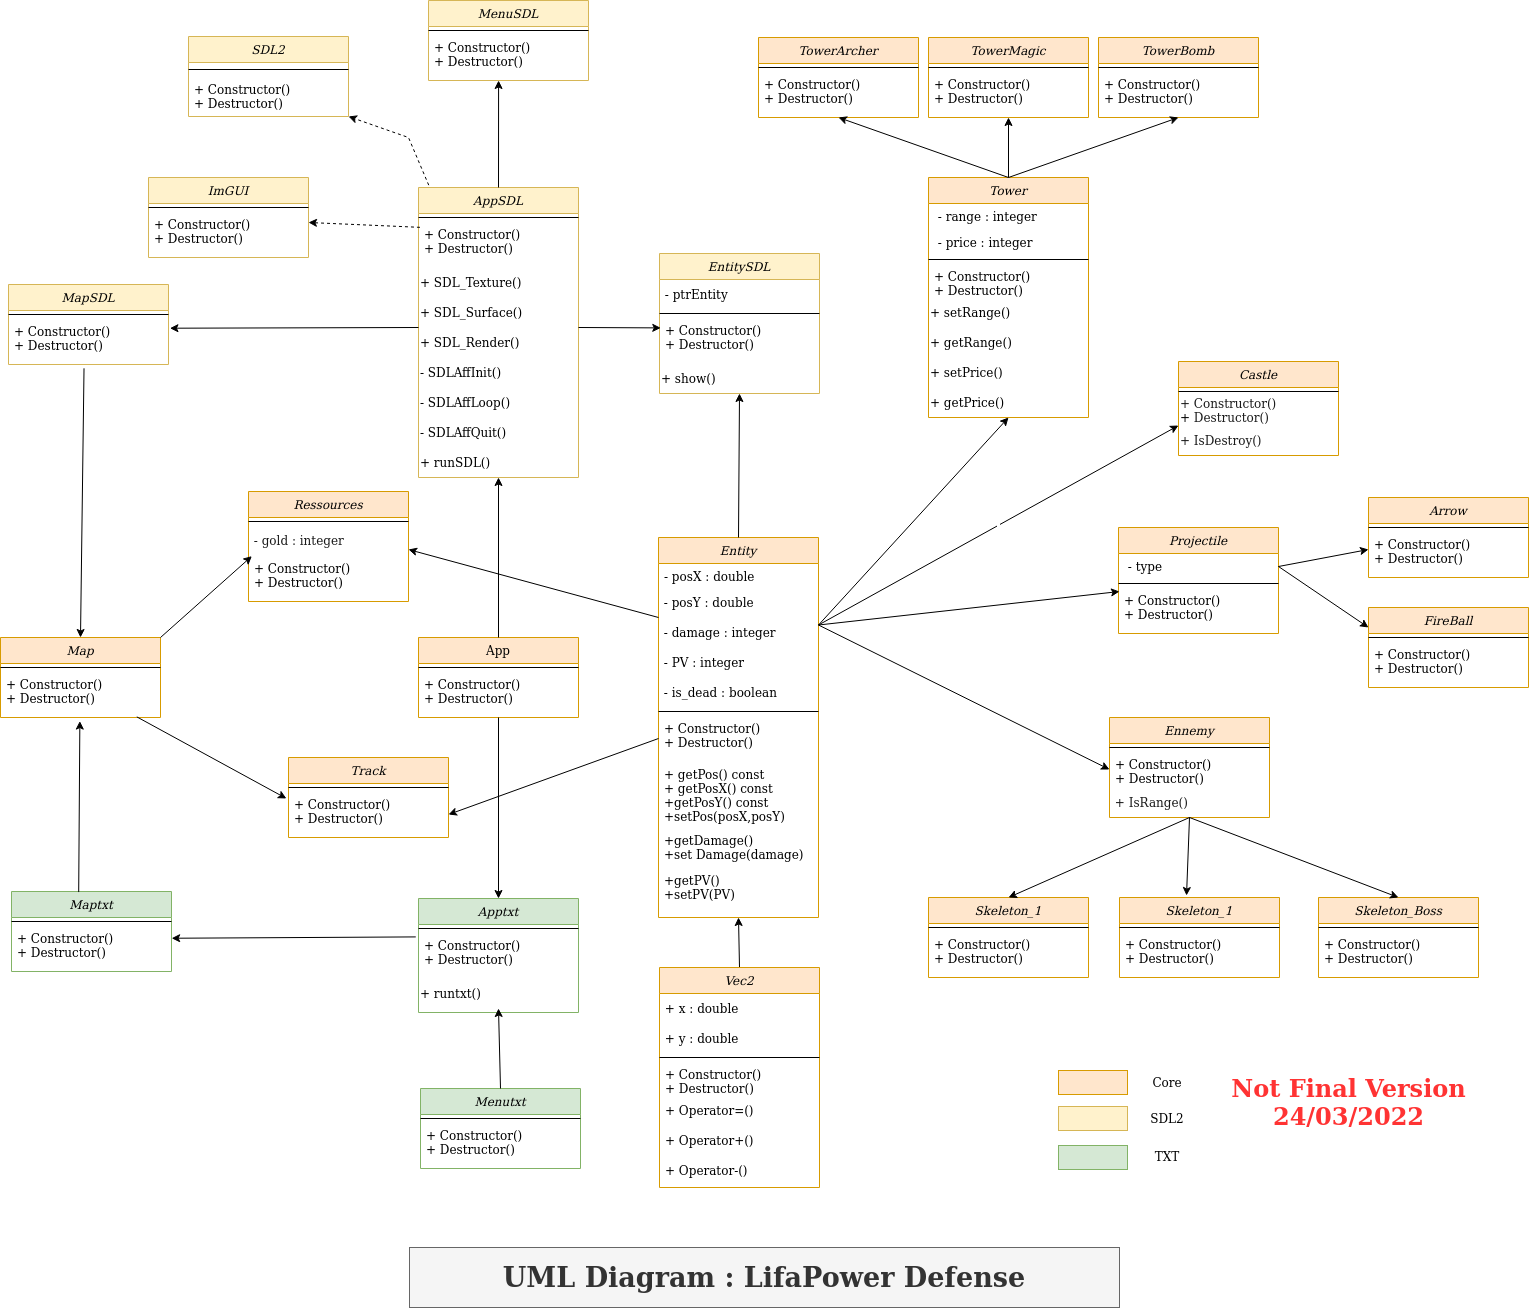 MenuSDL
+ Constructor()
+ Destructor()
SDL2
+ Constructor()
+ Destructor()
TowerArcher
+ Constructor()
+ Destructor()
TowerMagic
+ Constructor()
+ Destructor()
TowerBomb
+ Constructor()
+ Destructor()
ImGUI
+ Constructor()
+ Destructor()
AppSDL
+ Constructor()
+ Destructor()
+ SDL_Texture()
+ SDL_Surface()
+ SDL_Render()
- SDLAffInit()
- SDLAffLoop()
- SDLAffQuit()
+ runSDL()
Tower
- range : integer
- price : integer
+ Constructor()
+ Destructor()
+ setRange()
+ getRange()
+ setPrice()
+ getPrice()
EntitySDL
- ptrEntity
+ Constructor()
+ Destructor()
+ show()
MapSDL
+ Constructor()
+ Destructor()
Castle
+ Constructor()
+ Destructor()
+ IsDestroy()
Ressources
- gold : integer
+ Constructor()
+ Destructor()
Arrow
+ Constructor()
+ Destructor()
Projectile
- type
+ Constructor()
+ Destructor()
FireBall
+ Constructor()
+ Destructor()
Entity
- posX : double
- posY : double
- damage : integer
- PV : integer
- is_dead : boolean
+ Constructor()
+ Destructor()
+ getPos() const
+ getPosX() const
+getPosY() const
+setPos(posX,posY)
+getDamage()
+set Damage(damage)
+getPV()
+setPV(PV)
Map
+ Constructor()
+ Destructor()
App
+ Constructor()
+ Destructor()
Track
+ Constructor()
+ Destructor()
Ennemy
+ Constructor()
+ Destructor()
+ IsRange()
Maptxt
+ Constructor()
+ Destructor()
Apptxt
+ Constructor()
+ Destructor()
+ runtxt()
Skeleton_1
+ Constructor()
+ Destructor()
Skeleton_1
+ Constructor()
+ Destructor()
Skeleton_Boss
+ Constructor()
+ Destructor()
Vec2
+ x : double
+ y : double
+ Constructor()
+ Destructor()
+ Operator=()
+ Operator+()
+ Operator-()
Menutxt
+ Constructor()
+ Destructor()
Core
SDL2
TXT
Not Final Version
24/03/2022
UML Diagram : LifaPower Defense